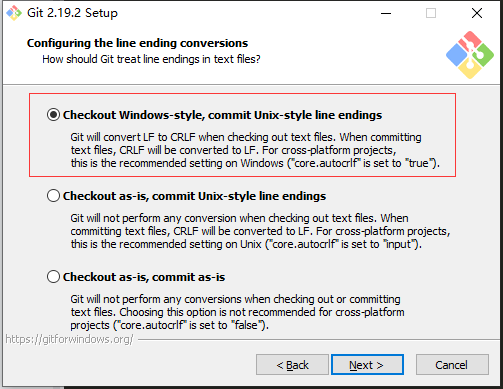 Git 2.19.2 Setup
Configuring the line ending conversions
How should Git treat line endings in text files?
Checkout Windows-style, commit Unix-style line endings
Git will convert LF to CRLF when checking out text files. When committing
text files, CRLF will be converted to LF. For cross-platform projects,
this is the recommended setting on Windows ("core.autocrlf" is set to "true").
Checkout as-is, commit Unix-style line endings
Git will not perform any conversion when checking out text files. When
committing text files, CRLF will be converted to LF. For cross-platform projects,
this is the recommended setting on Unix ("core.autocrlf" is set to "input").
Checkout as-is, commit as-is
Git will not perform any conversions when checking out or committing
text files. Choosing this option is not recommended for cross-platform
projects ("core.autocrlf" is set to "false").
https://gitforwindows.org/
< Back
Next >
Cancel